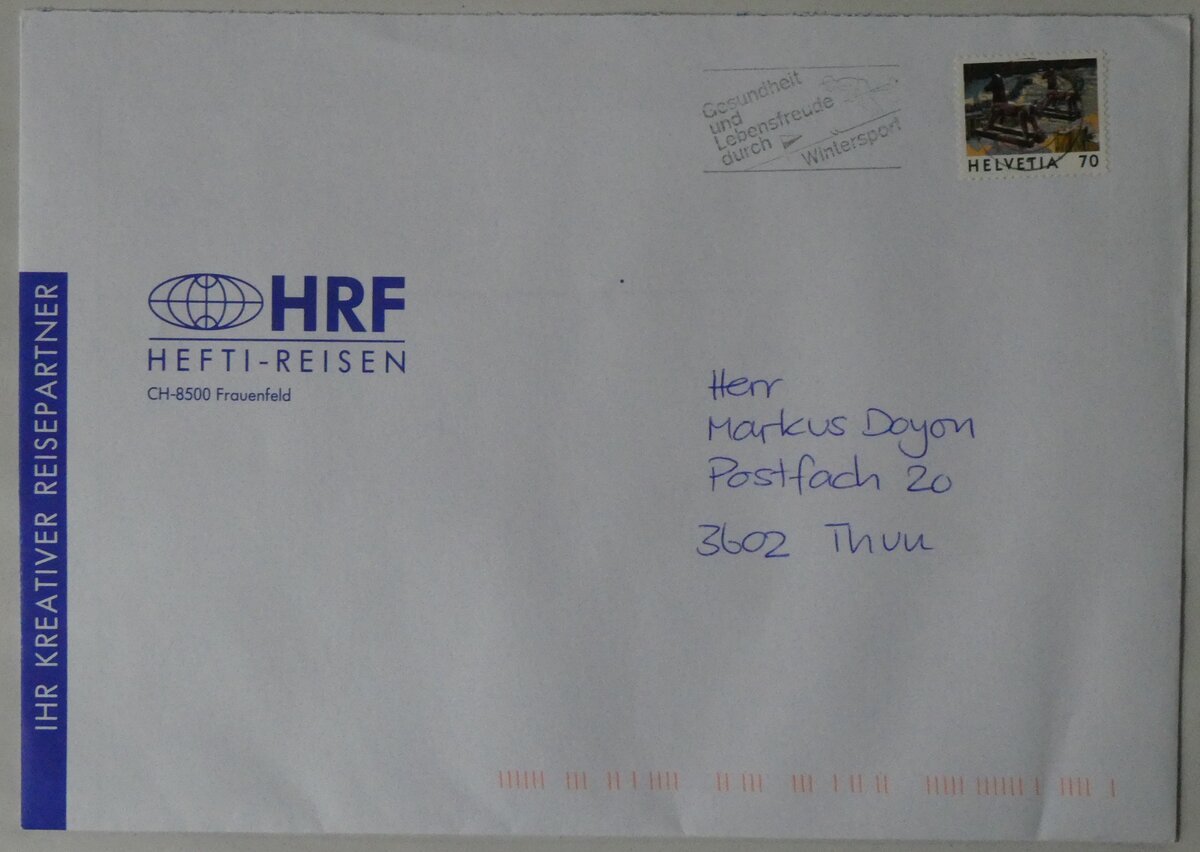 Gesundheit
und
Lebensfreude
durch
Wintersport
HELVETIA 70
HRF
HEFTI-REISEN
CH-8500 Frauenfeld
IHR KREATIVER REISEPARTNER
Herr
Markus Doyon
Postfach 20
3602 Thun